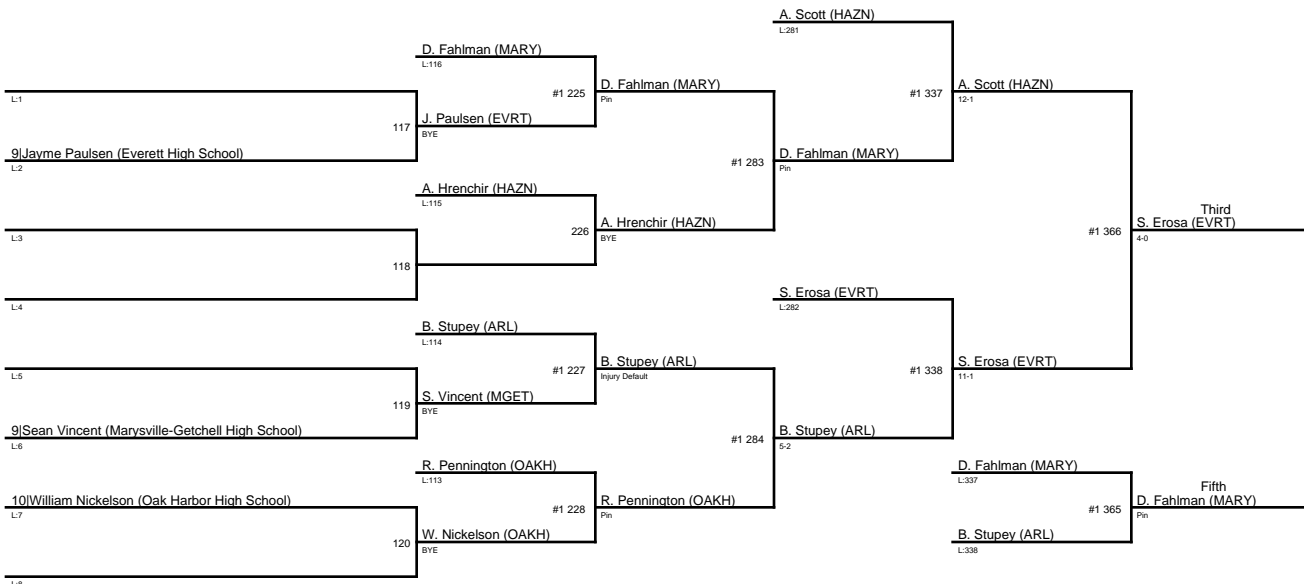 A. Scott (HAZN)
L:281
D. Fahlman (MARY)
L:116
L:1
#1 225
D. Fahlman (MARY)
Pin
#1 337
A. Scott (HAZN)
12-1
J. Paulsen (EVRT)
BYE
117
9|Jayme Paulsen (Everett High School)
L:2
#1 283
D. Fahlman (MARY)
Pin
A. Hrenchir (HAZN)
L:115
L:3
226
A. Hrenchir (HAZN)
BYE
#1 366
Third
S. Erosa (EVRT)
4-0
118
L:4
S. Erosa (EVRT)
L:282
B. Stupey (ARL)
L:114
L:5
#1 227
B. Stupey (ARL)
Injury Default
#1 338
S. Erosa (EVRT)
11-1
119
S. Vincent (MGET)
BYE
9|Sean Vincent (Marysville-Getchell High School)
L:6
#1 284
B. Stupey (ARL)
5-2
R. Pennington (OAKH)
L:113
D. Fahlman (MARY)
L:337
10|William Nickelson (Oak Harbor High School)
L:7
#1 228
R. Pennington (OAKH)
Pin
#1 365
Fifth
D. Fahlman (MARY)
Pin
120
W. Nickelson (OAKH)
BYE
B. Stupey (ARL)
L:338
L:8